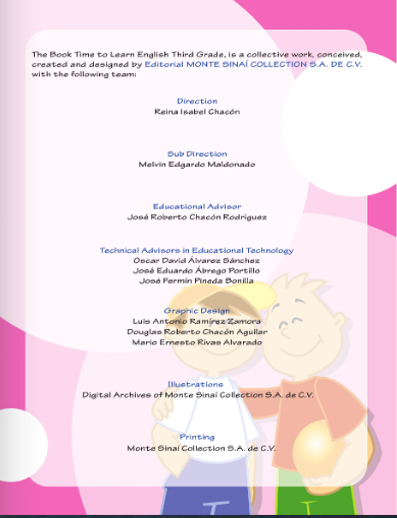 The Book Time to Learn English Third Grade, is a collective work, conceived,
created and designed by Editorial MONTE SINAÍ COLLECTION S.A. DE C.V.
with the following team:
Direction
Reina Isabel Chacón
Sub Direction
Melvin Edgardo Maldonado
Educational Advisor
José Roberto Chacón Rodríguez
Technical Advisors in Educational Technology
Oscar David Álvarez Sánchez
José Eduardo Ábrego Portillo
José Fermín Pineda Bonilla
Graphic Design
Luis Antonio Ramírez Zamora
Douglas Roberto Chacón Aguilar
Mario Ernesto Rivas Alvarado
Illustrations
Digital Archives of Monte Sinaí Collection S.A. de C.V.
Printing
Monte Sinaí Collection S.A. de C.V.